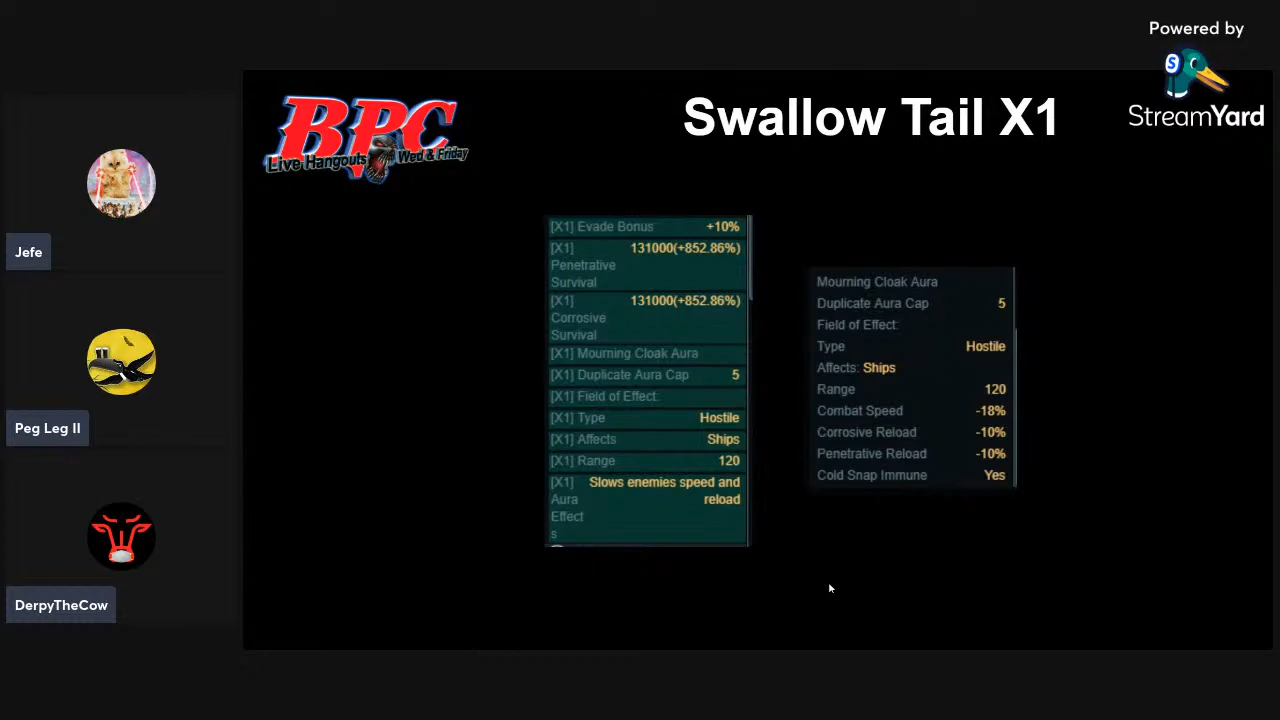 Powered by
S
StreamYard
BPC
Live Hangouts Wed & Friday
Swallow Tail X1
Jefe
Peg Leg II
DerpyTheCow
[X1] Evade Bonus +10%
[X1] 131000(+852.86%)
Penetrative
Survival
[X1] 131000(+852.86%)
Corrosive
Survival
[X1] Mourning Cloak Aura
[X1] Duplicate Aura Cap 5
[X1] Field of Effect:
[X1] Type Hostile
[X1] Affects Ships
[X1] Range 120
[X1] Slows enemies speed and
Aura reload
Effect
s
Mourning Cloak Aura
Duplicate Aura Cap 5
Field of Effect:
Type Hostile
Affects: Ships
Range 120
Combat Speed -18%
Corrosive Reload -10%
Penetrative Reload -10%
Cold Snap Immune Yes